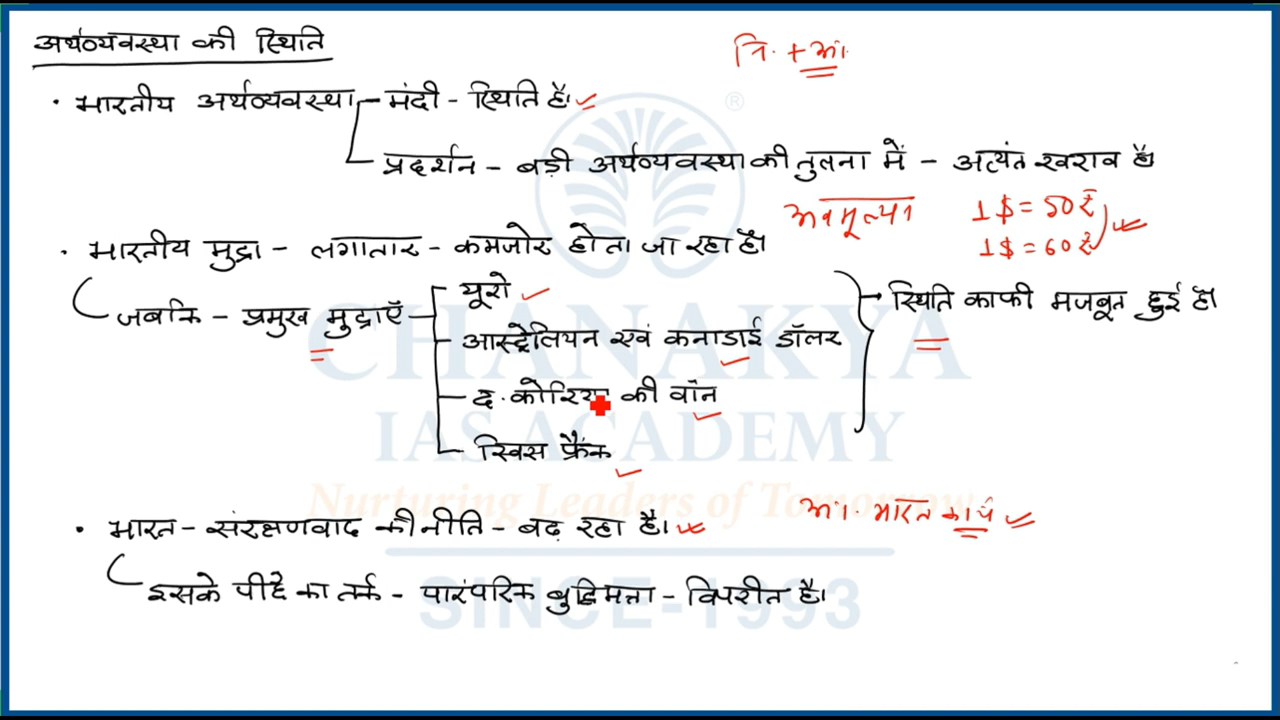 अर्थव्यवस्था की स्थिति
त्रि. + आ.
• भारतीय अर्थव्यवस्था - मंदी - स्थिति है।
®
प्रदर्शन - बड़ी अर्थव्यवस्था की तुलना में - अत्यंत खराब है।
अवमूल्यन 1$ = 50₹
1$ = 60₹
• भारतीय मुद्रा - लगातार - कमजोर होता जा रहा है।
जबकि - प्रमुख मुद्राएँ - यूरो
स्थिति काफी मजबूत हुई है।
आस्ट्रेलियन एवं कनाडाई डॉलर
द. कोरिया की वॉन
स्विस फ्रैंक
CHANAKYA
IAS ACADEMY
Nurturing Leaders of Tomorrow
• भारत - संरक्षणवाद की नीति - बढ़ रहा है।
आ. भारत कार्य
इसके पीछे का तर्क - पारंपरिक बुद्धिमत्ता - विपरीत है।
SINCE-1993